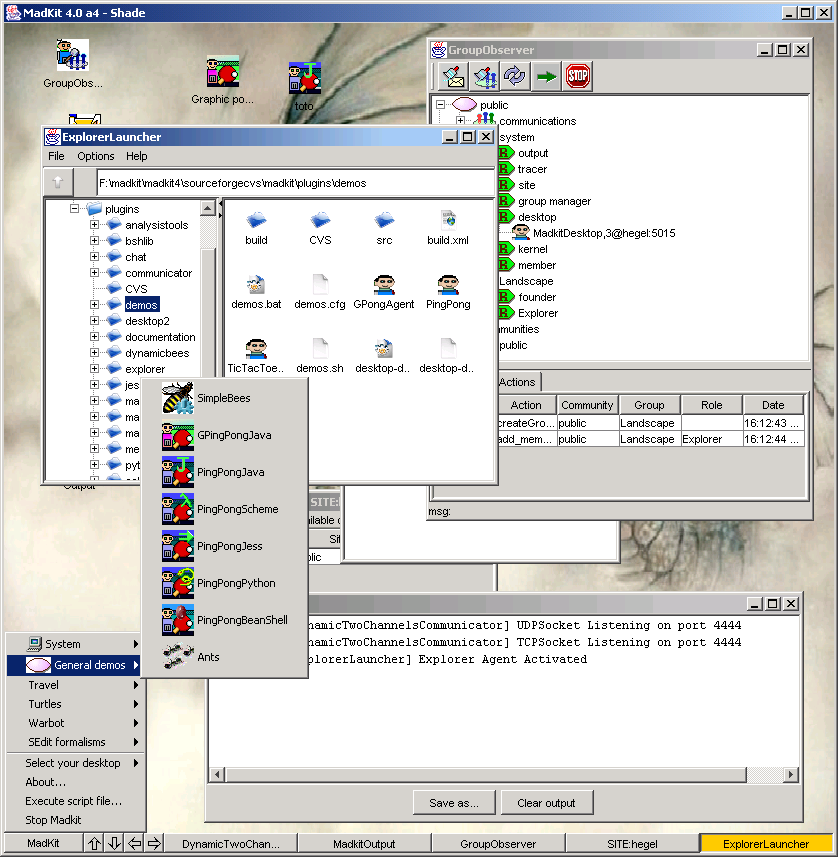 MadKit 4.0 a4 - Shade
GroupObs...
Graphic po...
toto
GroupObserver
STOP
public
communications
system
output
tracer
site
group manager
desktop
MadkitDesktop,3@hegel:5015
kernel
member
Landscape
founder
Explorer
munities
public
Actions
Action Community Group Role Date
createGro... public Landscape 16:12:43 ...
add_mem... public Landscape Explorer 16:12:44 ...
msg:
ExplorerLauncher
File Options Help
F:\madkit\madkit4\sourceforgecvs\madkit\plugins\demos
plugins
analysistools
bshlib
chat
communicator
CVS
demos
desktop2
documentation
dynamicbees
explorer
jes
ma
ma
ma
me
pyt
build CVS src build.xml
demos.bat demos.cfg GPongAgent PingPong
TicTacToe.. demos.sh desktop-d.. desktop-d..
Output
SITE:
ailable c
Sit
blic
SimpleBees
GPingPongJava
PingPongJava
PingPongScheme
PingPongJess
PingPongPython
PingPongBeanShell
Ants
System
General demos
Travel
Turtles
Warbot
SEdit formalisms
Select your desktop
About...
Execute script file...
Stop Madkit
namicTwoChannelsCommunicator] UDPSocket Listening on port 4444
namicTwoChannelsCommunicator] TCPSocket Listening on port 4444
plorerLauncher] Explorer Agent Activated
Save as... Clear output
MadKit DynamicTwoChan... MadkitOutput GroupObserver SITE:hegel ExplorerLauncher